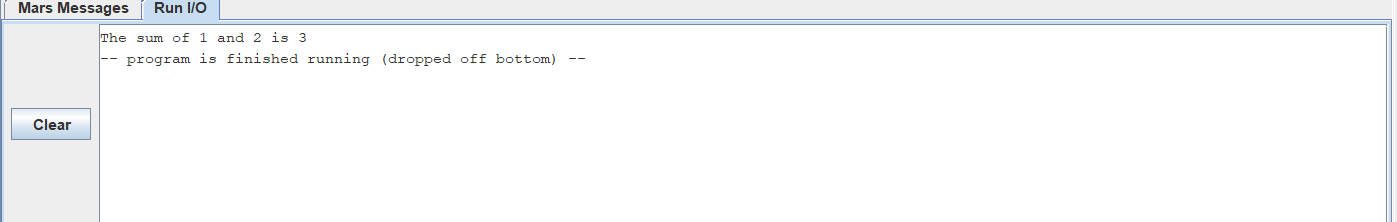 Mars Messages Run I/O
The sum of 1 and 2 is 3
-- program is finished running (dropped off bottom) --
Clear